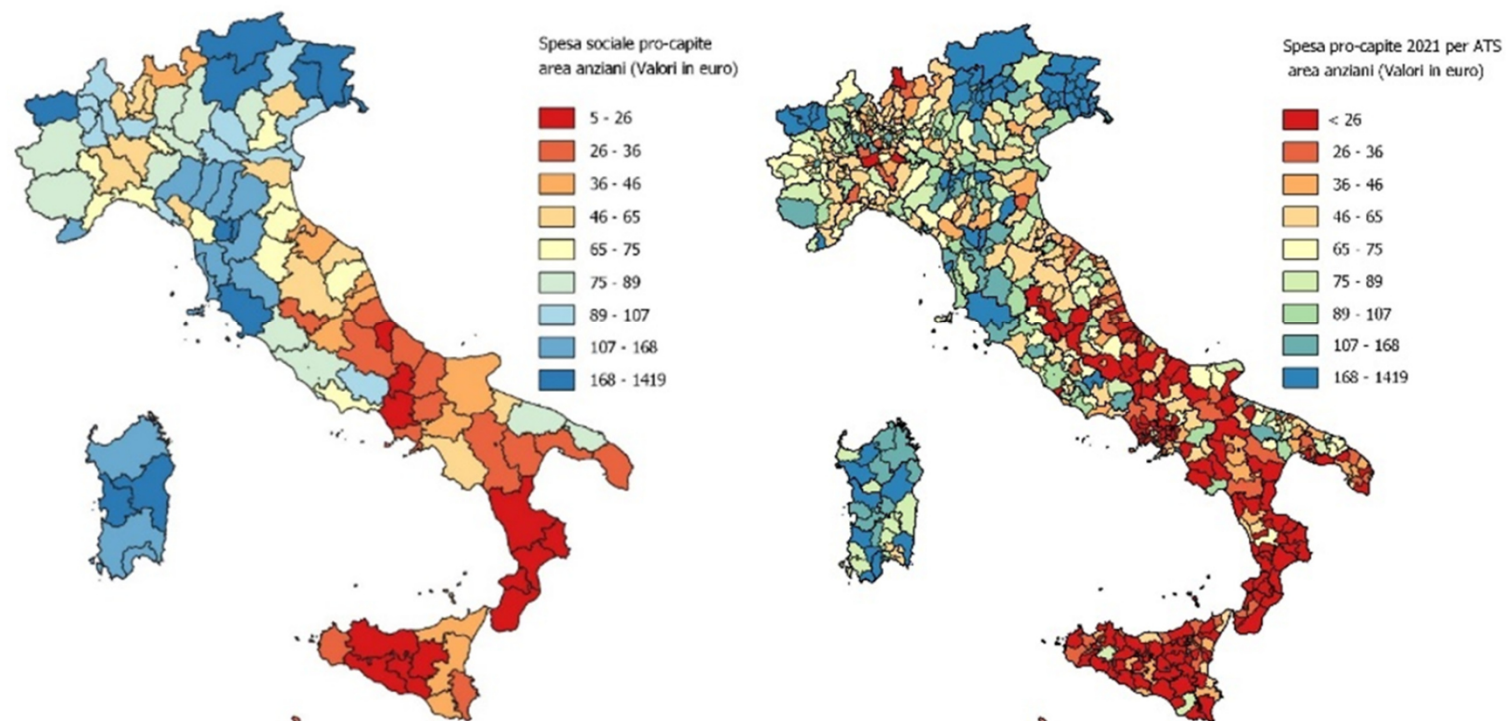 Spesa sociale pro-capite
area anziani (Valori in euro)
5 - 26
26 - 36
36 - 46
46 - 65
65 - 75
75 - 89
89 - 107
107 - 168
168 - 1419
Spesa pro-capite 2021 per ATS
area anziani (Valori in euro)
< 26
26 - 36
36 - 46
46 - 65
65 - 75
75 - 89
89 - 107
107 - 168
168 - 1419